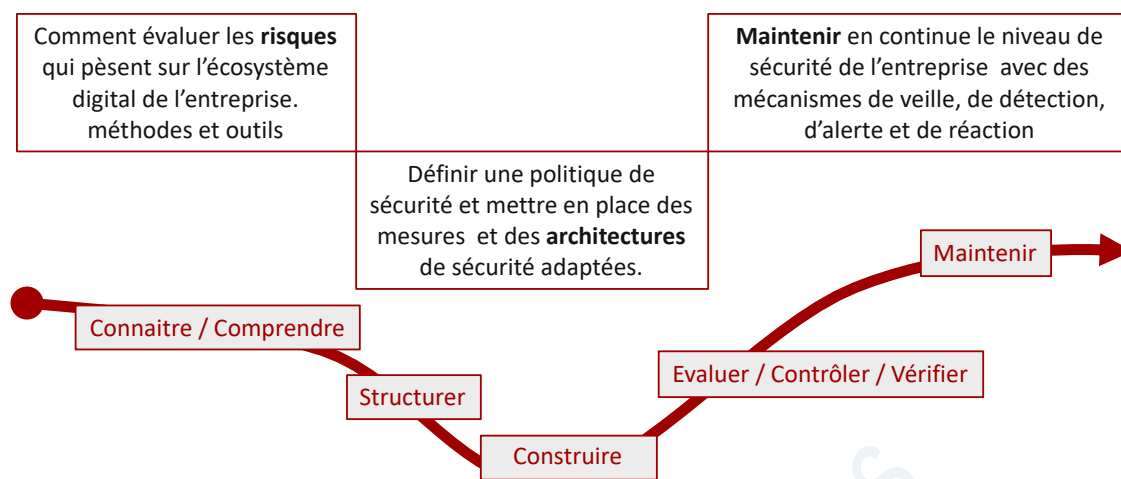 Comment évaluer les risques
qui pèsent sur l'écosystème
digital de l'entreprise.
méthodes et outils
Maintenir en continue le niveau de
sécurité de l'entreprise avec des
mécanismes de veille, de détection,
d'alerte et de réaction
Définir une politique de
sécurité et mettre en place des
mesures et des architectures
de sécurité adaptées.
Maintenir
Connaitre / Comprendre
Evaluer / Contrôler / Vérifier
Structurer
Construire